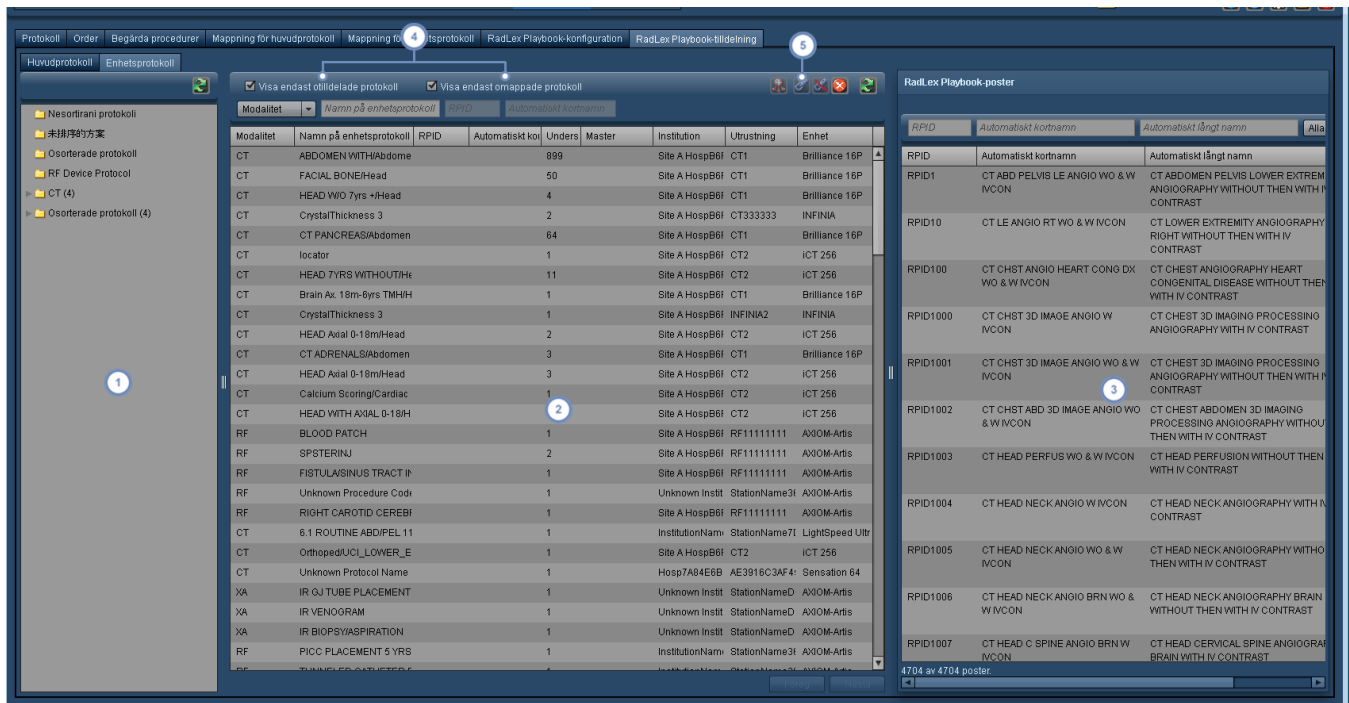 Protokoll Order Begärda procedurer Mappning för huvudprotokoll Mappning fö 4 tsprotokoll RadLex Playbook-konfiguration RadLex Playbook-tilldelning 5
Huvudprotokoll Enhetsprotokoll
Nesortirani protokoli
未排序的方案
Osorterade protokoll
RF Device Protocol
CT (4)
Osorterade protokoll (4)
1
Visa endast otilldelade protokoll Visa endast omappade protokoll
Modalitet Namn på enhetsprotokoll RPID Automatiskt kortnamn
Modalitet Namn på enhetsprotokoll RPID Automatiskt kor Unders Master Institution Utrustning Enhet
CT ABDOMEN WITH/Abdome 899 Site A HospB6F CT1 Brilliance 16P
CT FACIAL BONE/Head 50 Site A HospB6F CT1 Brilliance 16P
CT HEAD W/O 7yrs +/Head 4 Site A HospB6F CT1 Brilliance 16P
CT CrystalThickness 3 2 Site A HospB6F CT333333 INFINIA
CT CT PANCREAS/Abdomen 64 Site A HospB6F CT1 Brilliance 16P
CT locator 1 Site A HospB6F CT2 iCT 256
CT HEAD 7YRS WITHOUT/He 11 Site A HospB6F CT2 iCT 256
CT Brain Ax. 18m-6yrs TMH/H 1 Site A HospB6F CT1 Brilliance 16P
CT CrystalThickness 3 1 Site A HospB6F INFINIA2 INFINIA
CT HEAD Axial 0-18m/Head 2 Site A HospB6F CT2 iCT 256
CT CT ADRENALS/Abdomen 3 Site A HospB6F CT1 Brilliance 16P
CT HEAD Axial 0-18m/Head 3 Site A HospB6F CT2 iCT 256
CT Calcium Scoring/Cardiac 1 Site A HospB6F CT2 iCT 256
CT HEAD WITH AXIAL 0-18/H 2 Site A HospB6F CT2 iCT 256
RF BLOOD PATCH 1 Site A HospB6F RF11111111 AXIOM-Artis
RF SPSTERINJ 2 Site A HospB6F RF11111111 AXIOM-Artis
RF FISTULA/SINUS TRACT IN 1 Site A HospB6F RF11111111 AXIOM-Artis
RF Unknown Procedure Code 1 Unknown Instit StationName3 AXIOM-Artis
RF RIGHT CAROTID CEREBF 1 Site A HospB6F RF11111111 AXIOM-Artis
CT 6.1 ROUTINE ABD/PEL 11 1 InstitutionNam StationName7 LightSpeed Ultr
CT Orthoped/UCI_LOWER_E 1 Site A HospB6F CT2 iCT 256
CT Unknown Protocol Name 1 Hosp7A84E6B AE3916C3AF4 Sensation 64
XA IR GJ TUBE PLACEMENT 1 Unknown Instit StationNameD AXIOM-Artis
XA IR VENOGRAM 1 Unknown Instit StationNameD AXIOM-Artis
XA IR BIOPSY/ASPIRATION 1 Unknown Instit StationNameD AXIOM-Artis
RF PICC PLACEMENT 5 YRS 1 InstitutionNam StationName3 AXIOM-Artis
RadLex Playbook-poster
RPID Automatiskt kortnamn Automatiskt långt namn Alla
RPID Automatiskt kortnamn Automatiskt långt namn
RPID1 CT ABD PELVIS LE ANGIO WO & W CT ABDOMEN PELVIS LOWER EXTREM
IVCON ANGIOGRAPHY WITHOUT THEN WITH IV
CONTRAST
RPID10 CT LE ANGIO RT WO & W IVCON CT LOWER EXTREMITY ANGIOGRAPHY
RIGHT WITHOUT THEN WITH IV
CONTRAST
RPID100 CT CHST ANGIO HEART CONG DX CT CHEST ANGIOGRAPHY HEART
WO & W IVCON CONGENITAL DISEASE WITHOUT THEN
WITH IV CONTRAST
RPID1000 CT CHST 3D IMAGE ANGIO W CT CHEST 3D IMAGING PROCESSING
IVCON ANGIOGRAPHY WITH IV CONTRAST
RPID1001 CT CHST 3D IMAGE ANGIO WO & W CT CHEST 3D IMAGING PROCESSING
IVCON ANGIOGRAPHY WITHOUT THEN WITH IV
3 CONTRAST
RPID1002 CT CHST ABD 3D IMAGE ANGIO WO CT CHEST ABDOMEN 3D IMAGING
& W IVCON PROCESSING ANGIOGRAPHY WITHOU
THEN WITH IV CONTRAST
RPID1003 CT HEAD PERFUS WO & W IVCON CT HEAD PERFUSION WITHOUT THEN
WITH IV CONTRAST
RPID1004 CT HEAD NECK ANGIO W IVCON CT HEAD NECK ANGIOGRAPHY WITH IV
CONTRAST
RPID1005 CT HEAD NECK ANGIO WO & W CT HEAD NECK ANGIOGRAPHY WITHO
IVCON THEN WITH IV CONTRAST
RPID1006 CT HEAD NECK ANGIO BRN WO & CT HEAD NECK ANGIOGRAPHY BRAIN
W IVCON WITHOUT THEN WITH IV CONTRAST
RPID1007 CT HEAD C SPINE ANGIO BRN W CT HEAD CERVICAL SPINE ANGIOGRA
IVCON BRAIN WITH IV CONTRAST
4704 av 4704 poster.